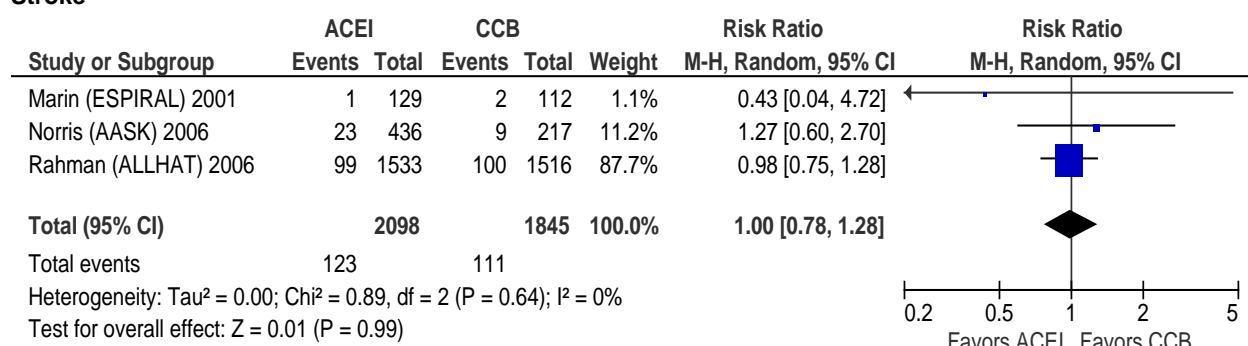 Stroke
ACEI CCB Risk Ratio Risk Ratio
Study or Subgroup Events Total Events Total Weight M-H, Random, 95% CI M-H, Random, 95% CI
Marin (ESPIRAL) 2001 1 129 2 112 1.1% 0.43 [0.04, 4.72]
Norris (AASK) 2006 23 436 9 217 11.2% 1.27 [0.60, 2.70]
Rahman (ALLHAT) 2006 99 1533 100 1516 87.7% 0.98 [0.75, 1.28]
Total (95% CI) 2098 1845 100.0% 1.00 [0.78, 1.28]
Total events 123 111
Heterogeneity: Tau² = 0.00; Chi² = 0.89, df = 2 (P = 0.64); I² = 0%
Test for overall effect: Z = 0.01 (P = 0.99)
0.2 0.5 1 2 5
Favors ACEI Favors CCB